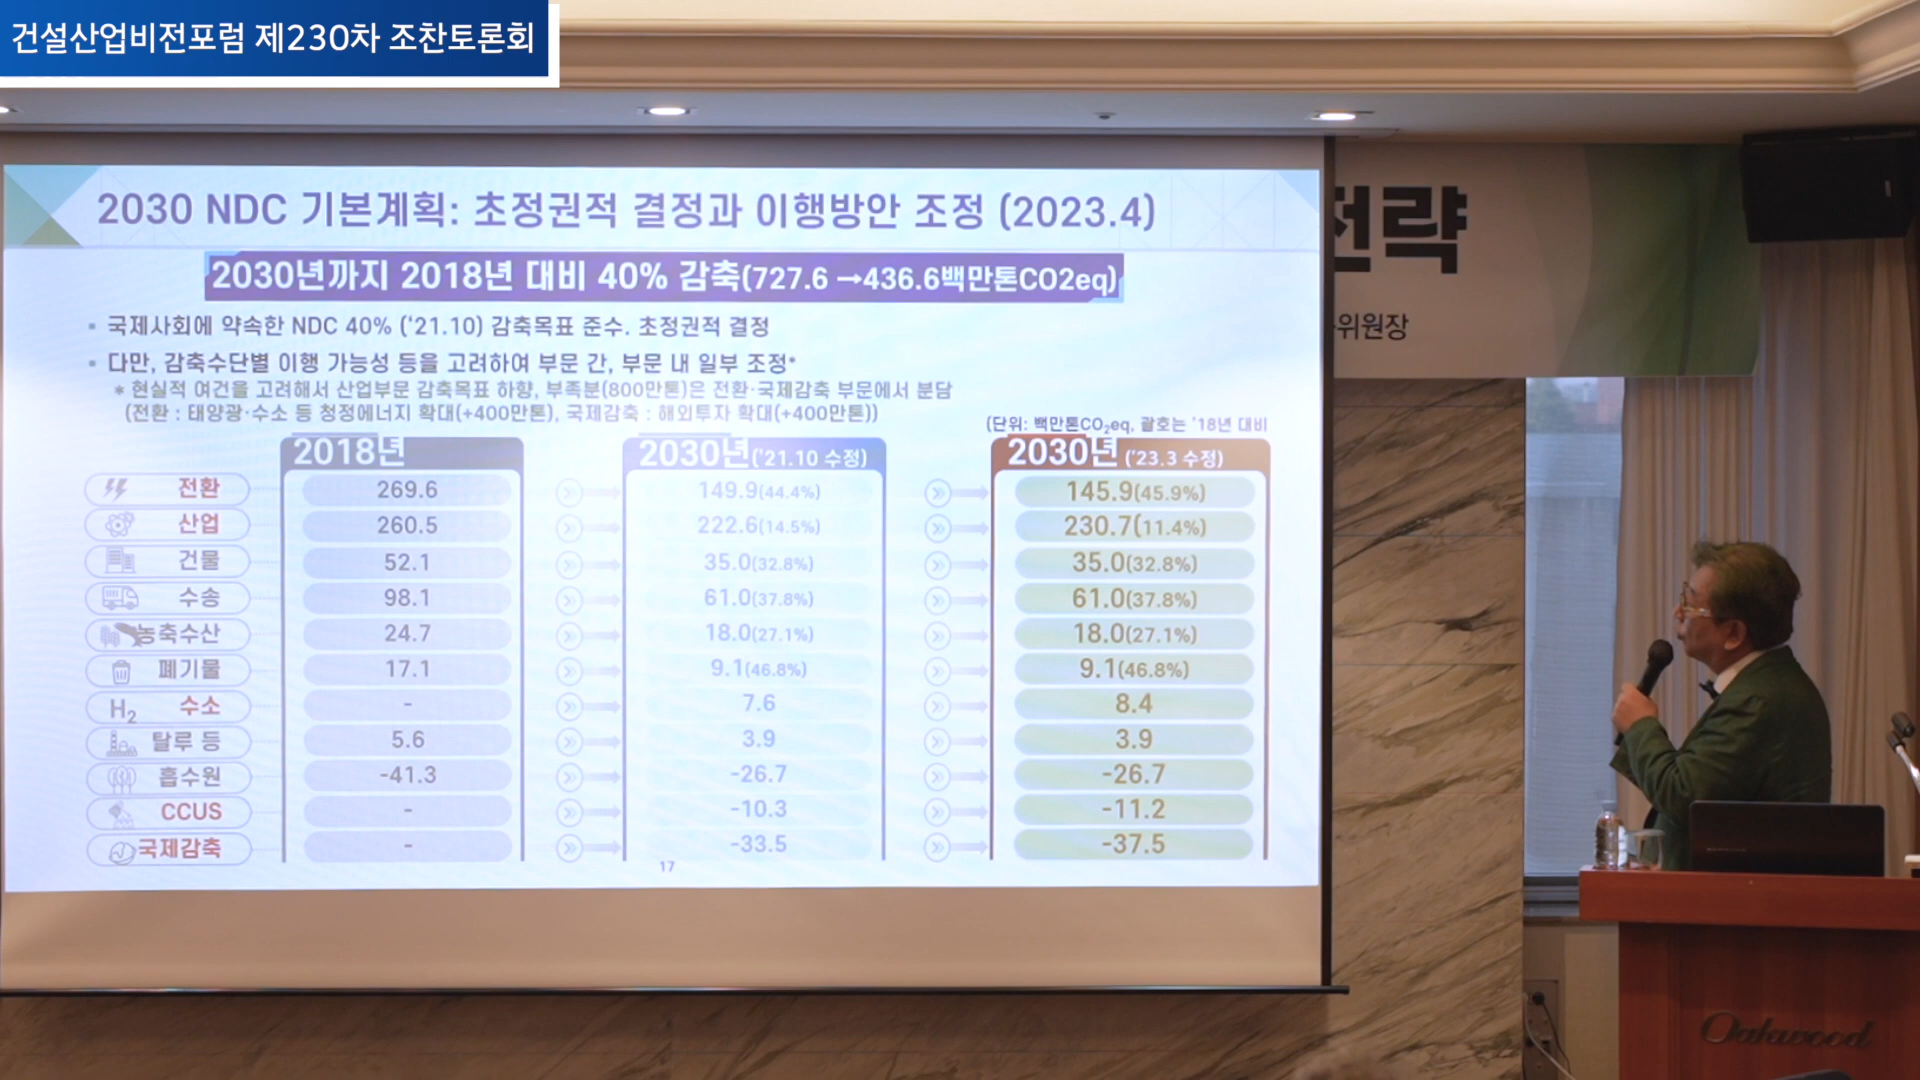 건설산업비전포럼 제230차 조찬토론회
전략
위원장
2030 NDC 기본계획: 초정권적 결정과 이행방안 조정 (2023.4)
2030년까지 2018년 대비 40% 감축(727.6 →436.6백만톤CO2eq)
▪ 국제사회에 약속한 NDC 40% (‘21.10) 감축목표 준수. 초정권적 결정
▪ 다만, 감축수단별 이행 가능성 등을 고려하여 부문 간, 부문 내 일부 조정*
* 현실적 여건을 고려해서 산업부문 감축목표 하향, 부족분(800만톤)은 전환·국제감축 부문에서 분담
(전환 : 태양광·수소 등 청정에너지 확대(+400만톤), 국제감축 : 해외투자 확대(+400만톤))
(단위: 백만톤CO₂eq, 괄호는 '18년 대비
2018년 2030년('21.10 수정) 2030년 ('23.3 수정)
전환 269.6 149.9(44.4%) 145.9(45.9%)
산업 260.5 222.6(14.5%) 230.7(11.4%)
건물 52.1 35.0(32.8%) 35.0(32.8%)
수송 98.1 61.0(37.8%) 61.0(37.8%)
농축수산 24.7 18.0(27.1%) 18.0(27.1%)
폐기물 17.1 9.1(46.8%) 9.1(46.8%)
H₂ 수소 - 7.6 8.4
탈루 등 5.6 3.9 3.9
흡수원 -41.3 -26.7 -26.7
CCUS - -10.3 -11.2
국제감축 - -33.5 -37.5
17
Oakwood